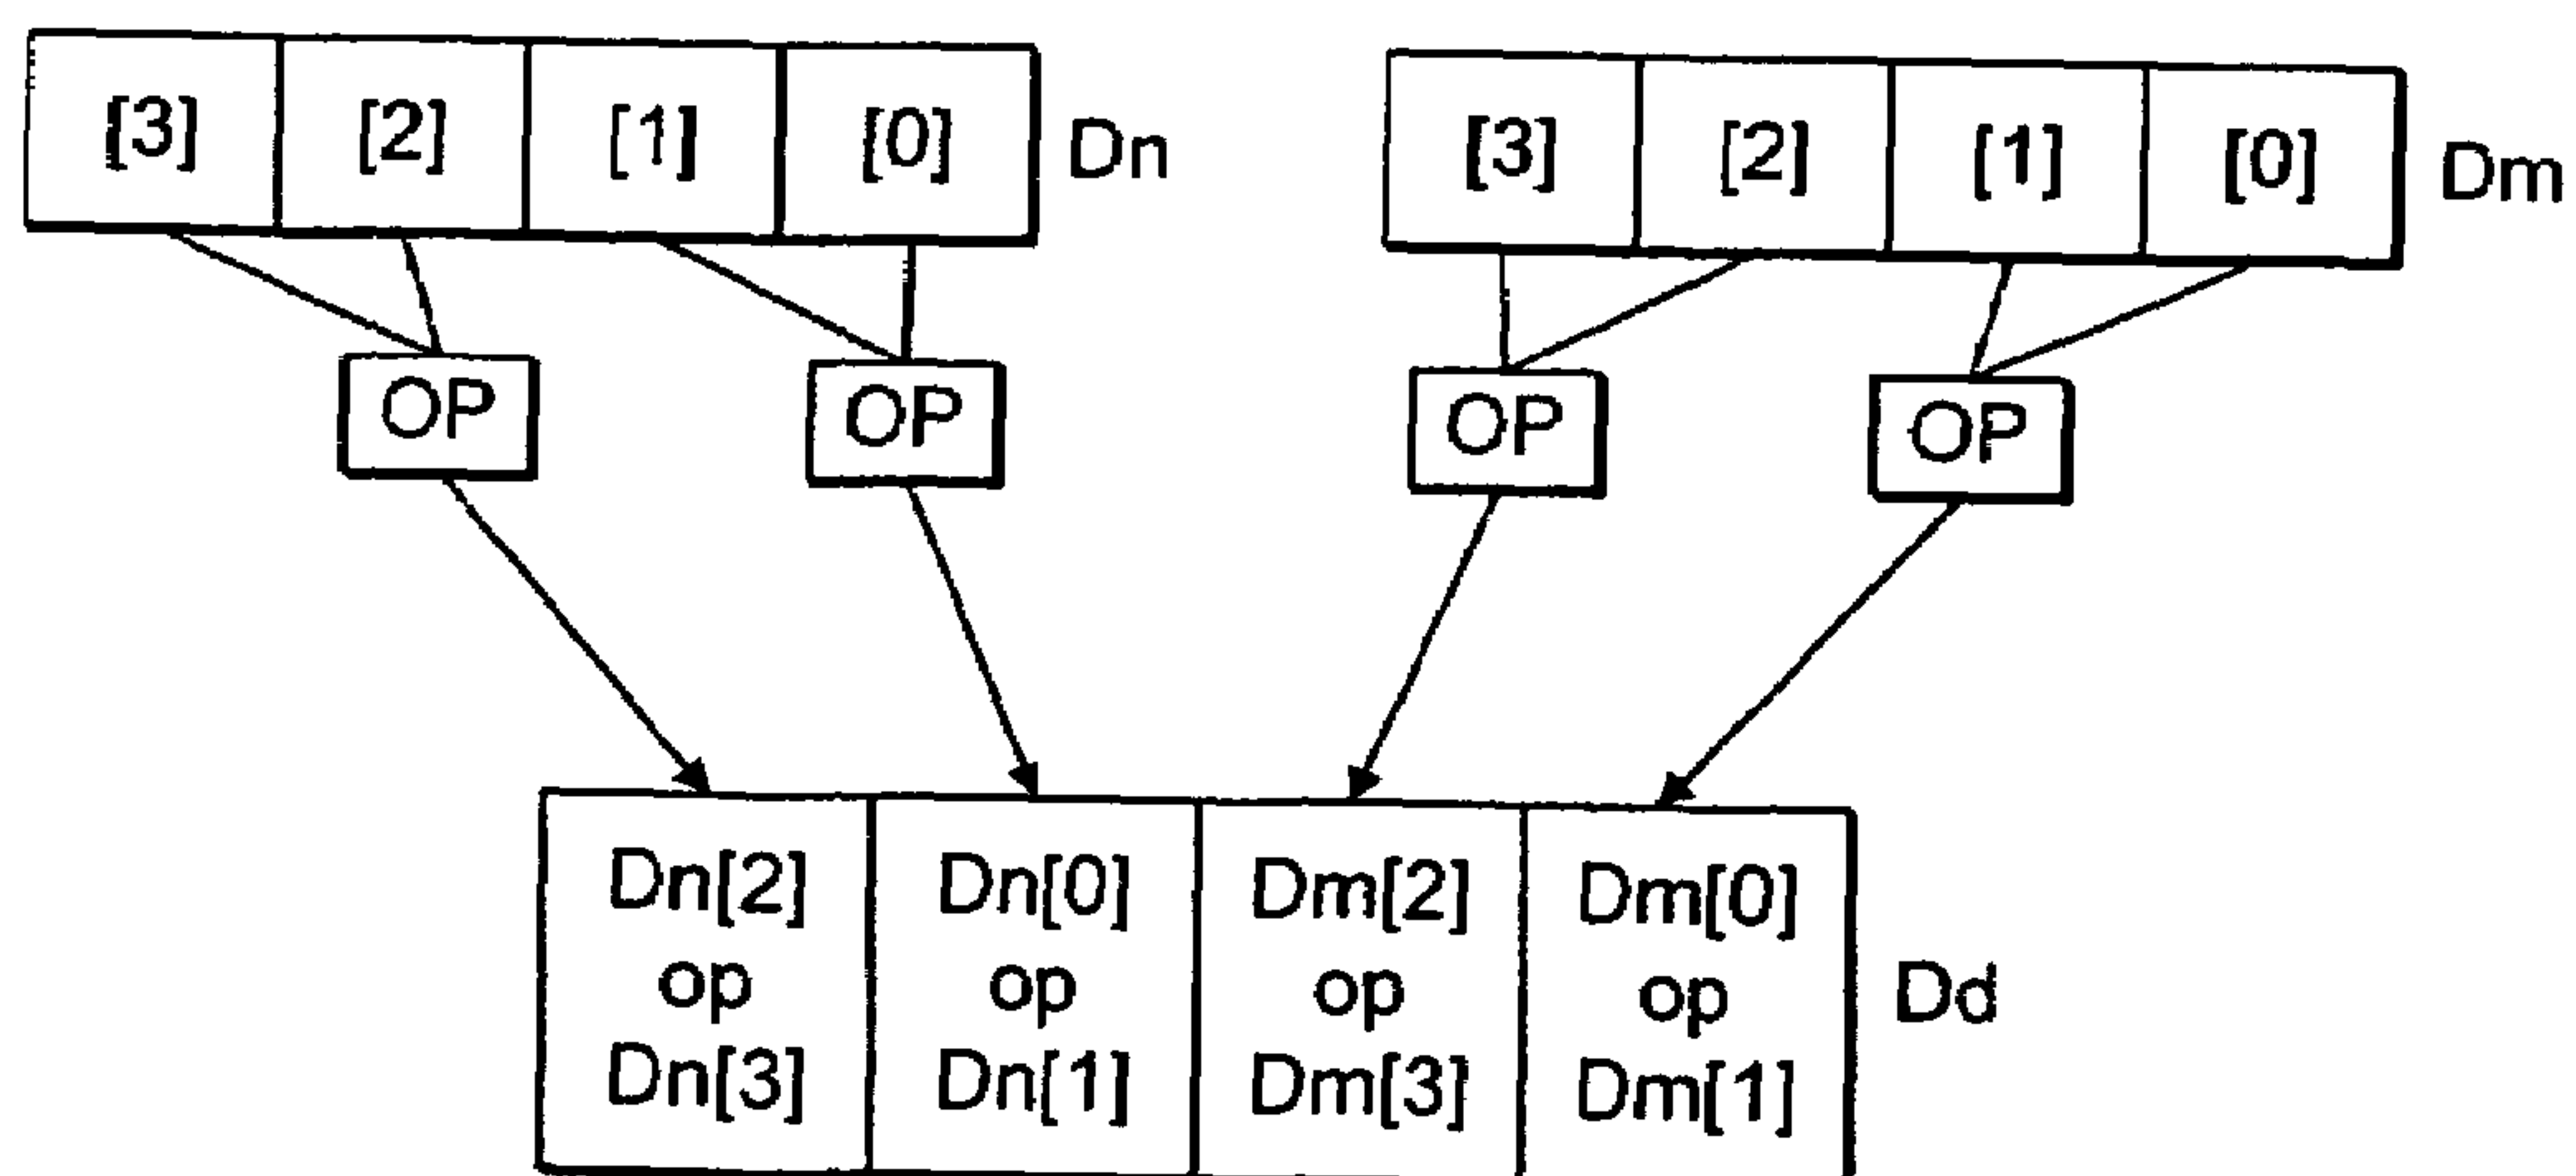 [3] [2] [1] [0] Dn [3] [2] [1] [0] Dm
OP OP OP OP
Dn[2] Dn[0] Dm[2] Dm[0]
op op op op Dd
Dn[3] Dn[1] Dm[3] Dm[1]